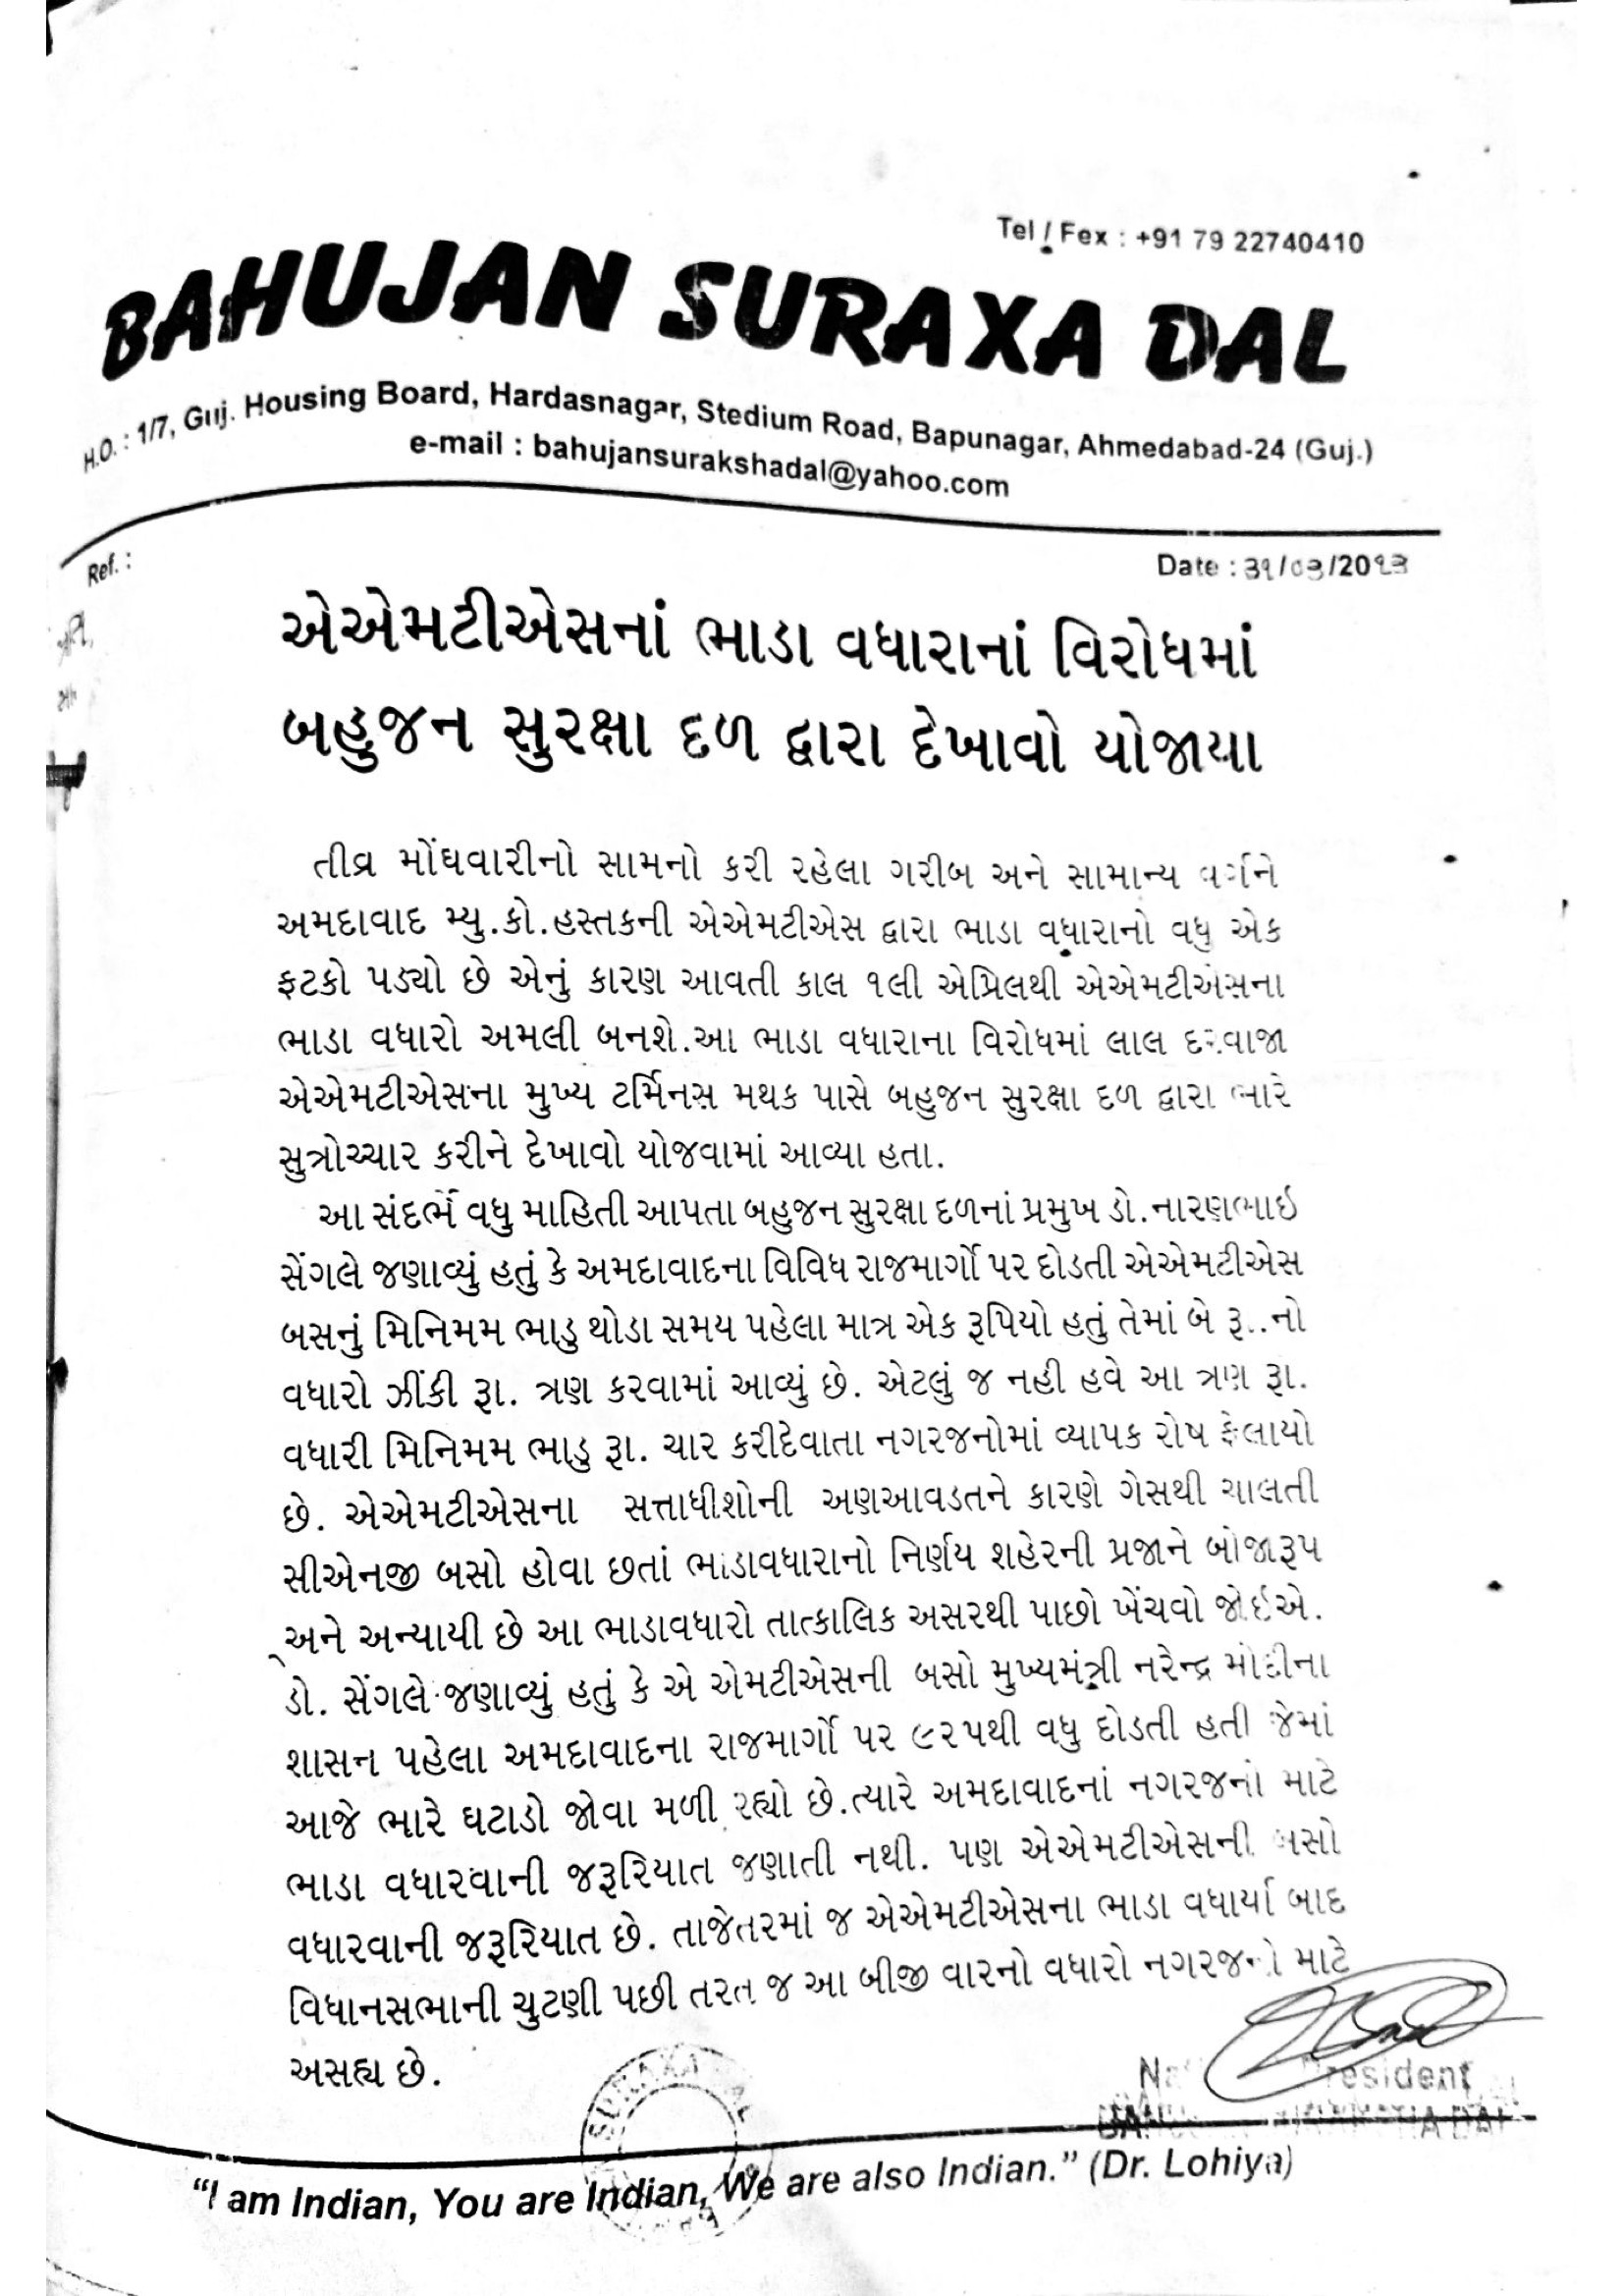 Tel / Fex : +91 79 22740410
BAHUJAN SURAXA DAL
H.O. : 1/7, Guj. Housing Board, Hardasnagar, Stedium Road, Bapunagar, Ahmedabad-24 (Guj.)
e-mail : bahujansurakshadal@yahoo.com
Ref. :
Date : ૩૧/૦૩/20૧૩
એએમટીએસનાં ભાડા વધારાનાં વિરોધમાં
બહુજન સુરક્ષા દળ દ્વારા દેખાવો યોજાયા
તીવ્ર મોંઘવારીનો સામનો કરી રહેલા ગરીબ અને સામાન્ય વર્ગને
અમદાવાદ મ્યુ.કો.હસ્તકની એએમટીએસ દ્વારા ભાડા વધારાનો વધુ એક
ફટકો પડ્યો છે એનું કારણ આવતી કાલ ૧લી એપ્રિલથી એએમટીએસના
ભાડા વધારો અમલી બનશે.આ ભાડા વધારાના વિરોધમાં લાલ દરવાજા
એએમટીએસના મુખ્ય ટર્મિનસ મથક પાસે બહુજન સુરક્ષા દળ દ્વારા ભારે
સુત્રોચ્ચાર કરીને દેખાવો યોજવામાં આવ્યા હતા.
આ સંદર્ભે વધુ માહિતી આપતા બહુજન સુરક્ષા દળનાં પ્રમુખ ડો.નારણભાઇ
સેંગલે જણાવ્યું હતું કે અમદાવાદના વિવિધ રાજમાર્ગો પર દોડતી એએમટીએસ
બસનું મિનિમમ ભાડુ થોડા સમય પહેલા માત્ર એક રૂપિયો હતું તેમાં બે રૂ..નો
વધારો ઝીંકી રૂા. ત્રણ કરવામાં આવ્યું છે. એટલું જ નહી હવે આ ત્રણ રૂા.
વધારી મિનિમમ ભાડુ રૂા. ચાર કરીદેવાતા નગરજનોમાં વ્યાપક રોષ ફેલાયો
છે. એએમટીએસના સત્તાધીશોની અણઆવડતને કારણે ગેસથી ચાલતી
સીએનજી બસો હોવા છતાં ભાડાવધારાનો નિર્ણય શહેરની પ્રજાને બોજારૂપ
અને અન્યાયી છે આ ભાડાવધારો તાત્કાલિક અસરથી પાછો ખેંચવો જોઇએ.
ડો. સેંગલે જણાવ્યું હતું કે એ એમટીએસની બસો મુખ્યમંત્રી નરેન્દ્ર મોદીના
શાસન પહેલા અમદાવાદના રાજમાર્ગો પર ૯૨૫થી વધુ દોડતી હતી જેમાં
આજે ભારે ઘટાડો જોવા મળી રહ્યો છે.ત્યારે અમદાવાદનાં નગરજનો માટે
ભાડા વધારવાની જરૂરિયાત જણાતી નથી. પણ એએમટીએસની બસો
વધારવાની જરૂરિયાત છે. તાજેતરમાં જ એએમટીએસના ભાડા વધાર્યા બાદ
વિધાનસભાની ચુટણી પછી તરત જ આ બીજી વારનો વધારો નગરજનો માટે
અસહ્ય છે.
President
SURAXA
"I am Indian, You are Indian, We are also Indian." (Dr. Lohiya)